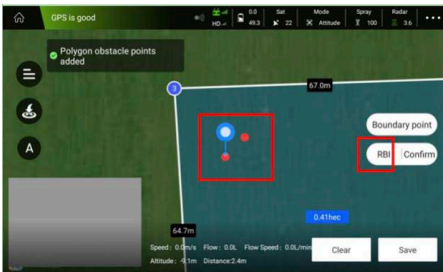 GPS is good
HD
0.0
49.3
Sat
22
Mode
Attitude
Spray
100
Radar
3.6
Polygon obstacle points
added
3
67.0m
A
Boundary point
RBI Confirm
0.41hec
64.7m
Speed : 0.0m/s Flow : 0.0L Flow Speed : 0.0L/min
Altitude : -9.1m Distance:2.4m
Clear
Save